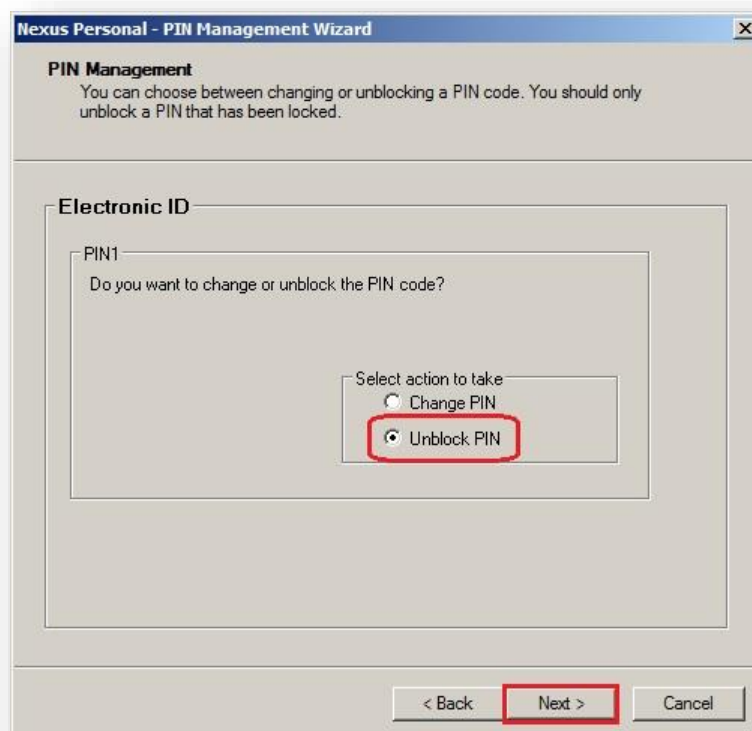 Nexus Personal - PIN Management Wizard
PIN Management
You can choose between changing or unblocking a PIN code. You should only
unblock a PIN that has been locked.
Electronic ID
PIN1
Do you want to change or unblock the PIN code?
Select action to take
Change PIN
Unblock PIN
< Back
Next >
Cancel